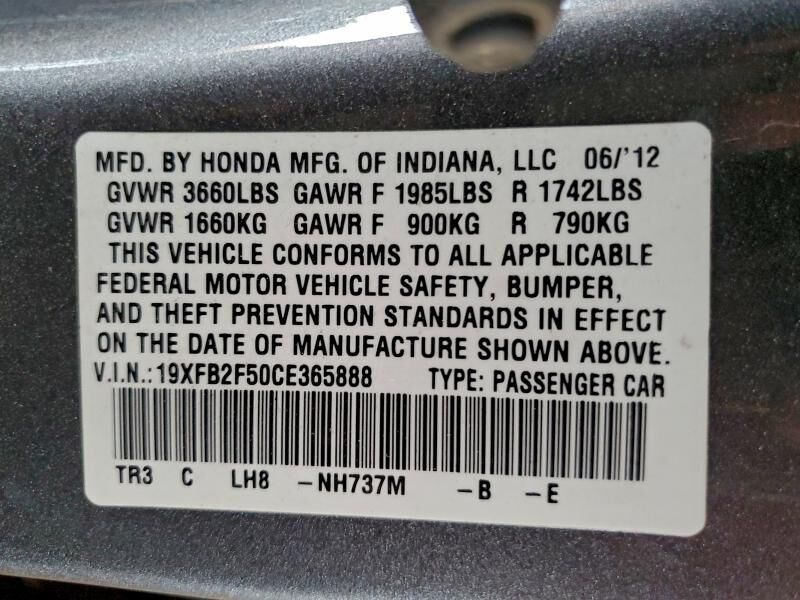 MFD. BY HONDA MFG. OF INDIANA, LLC 06/'12
GVWR 3660LBS GAWR F 1985LBS R 1742LBS
GVWR 1660KG GAWR F 900KG R 790KG
THIS VEHICLE CONFORMS TO ALL APPLICABLE
FEDERAL MOTOR VEHICLE SAFETY, BUMPER,
AND THEFT PREVENTION STANDARDS IN EFFECT
ON THE DATE OF MANUFACTURE SHOWN ABOVE.
V.I.N.: 19XFB2F50CE365888 TYPE: PASSENGER CAR
TR3 C LH8 -NH737M -B -E